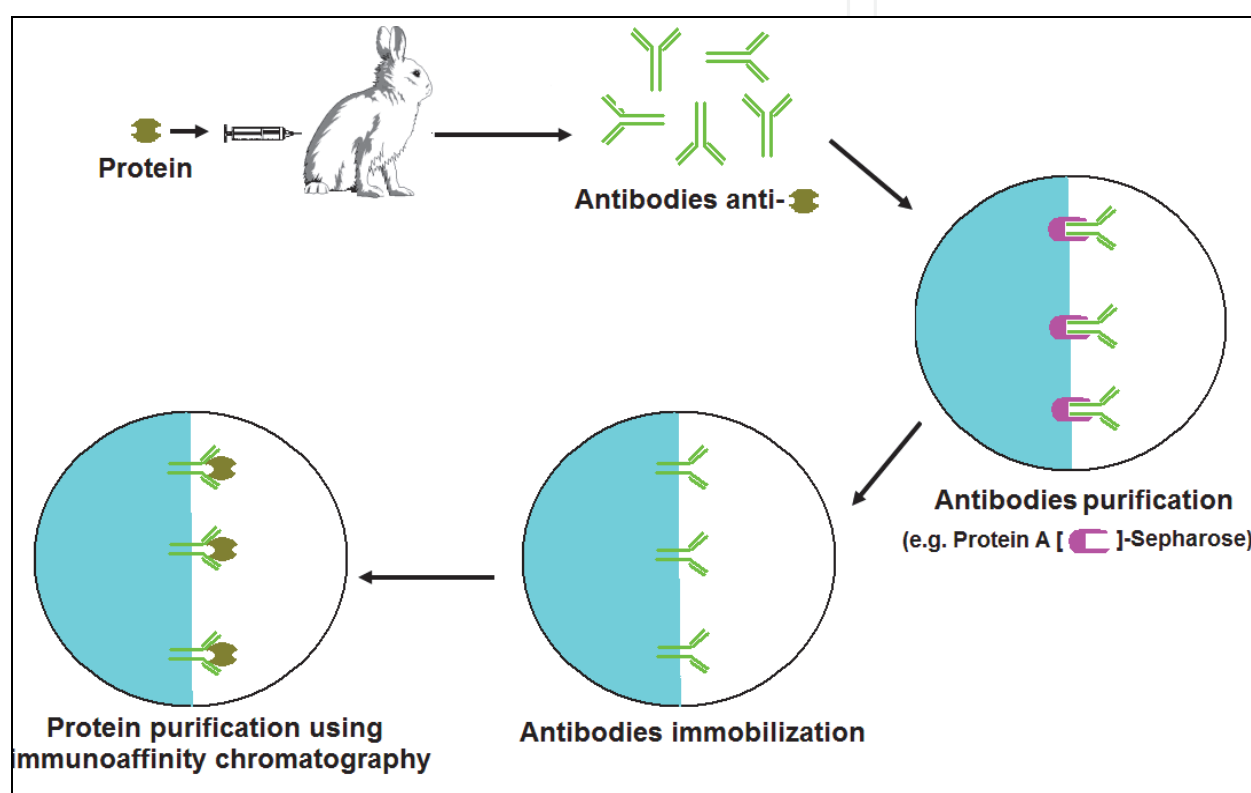 Protein
Antibodies anti-
Antibodies purification
(e.g. Protein A [ ]-Sepharose)
Antibodies immobilization
Protein purification using
immunoaffinity chromatography